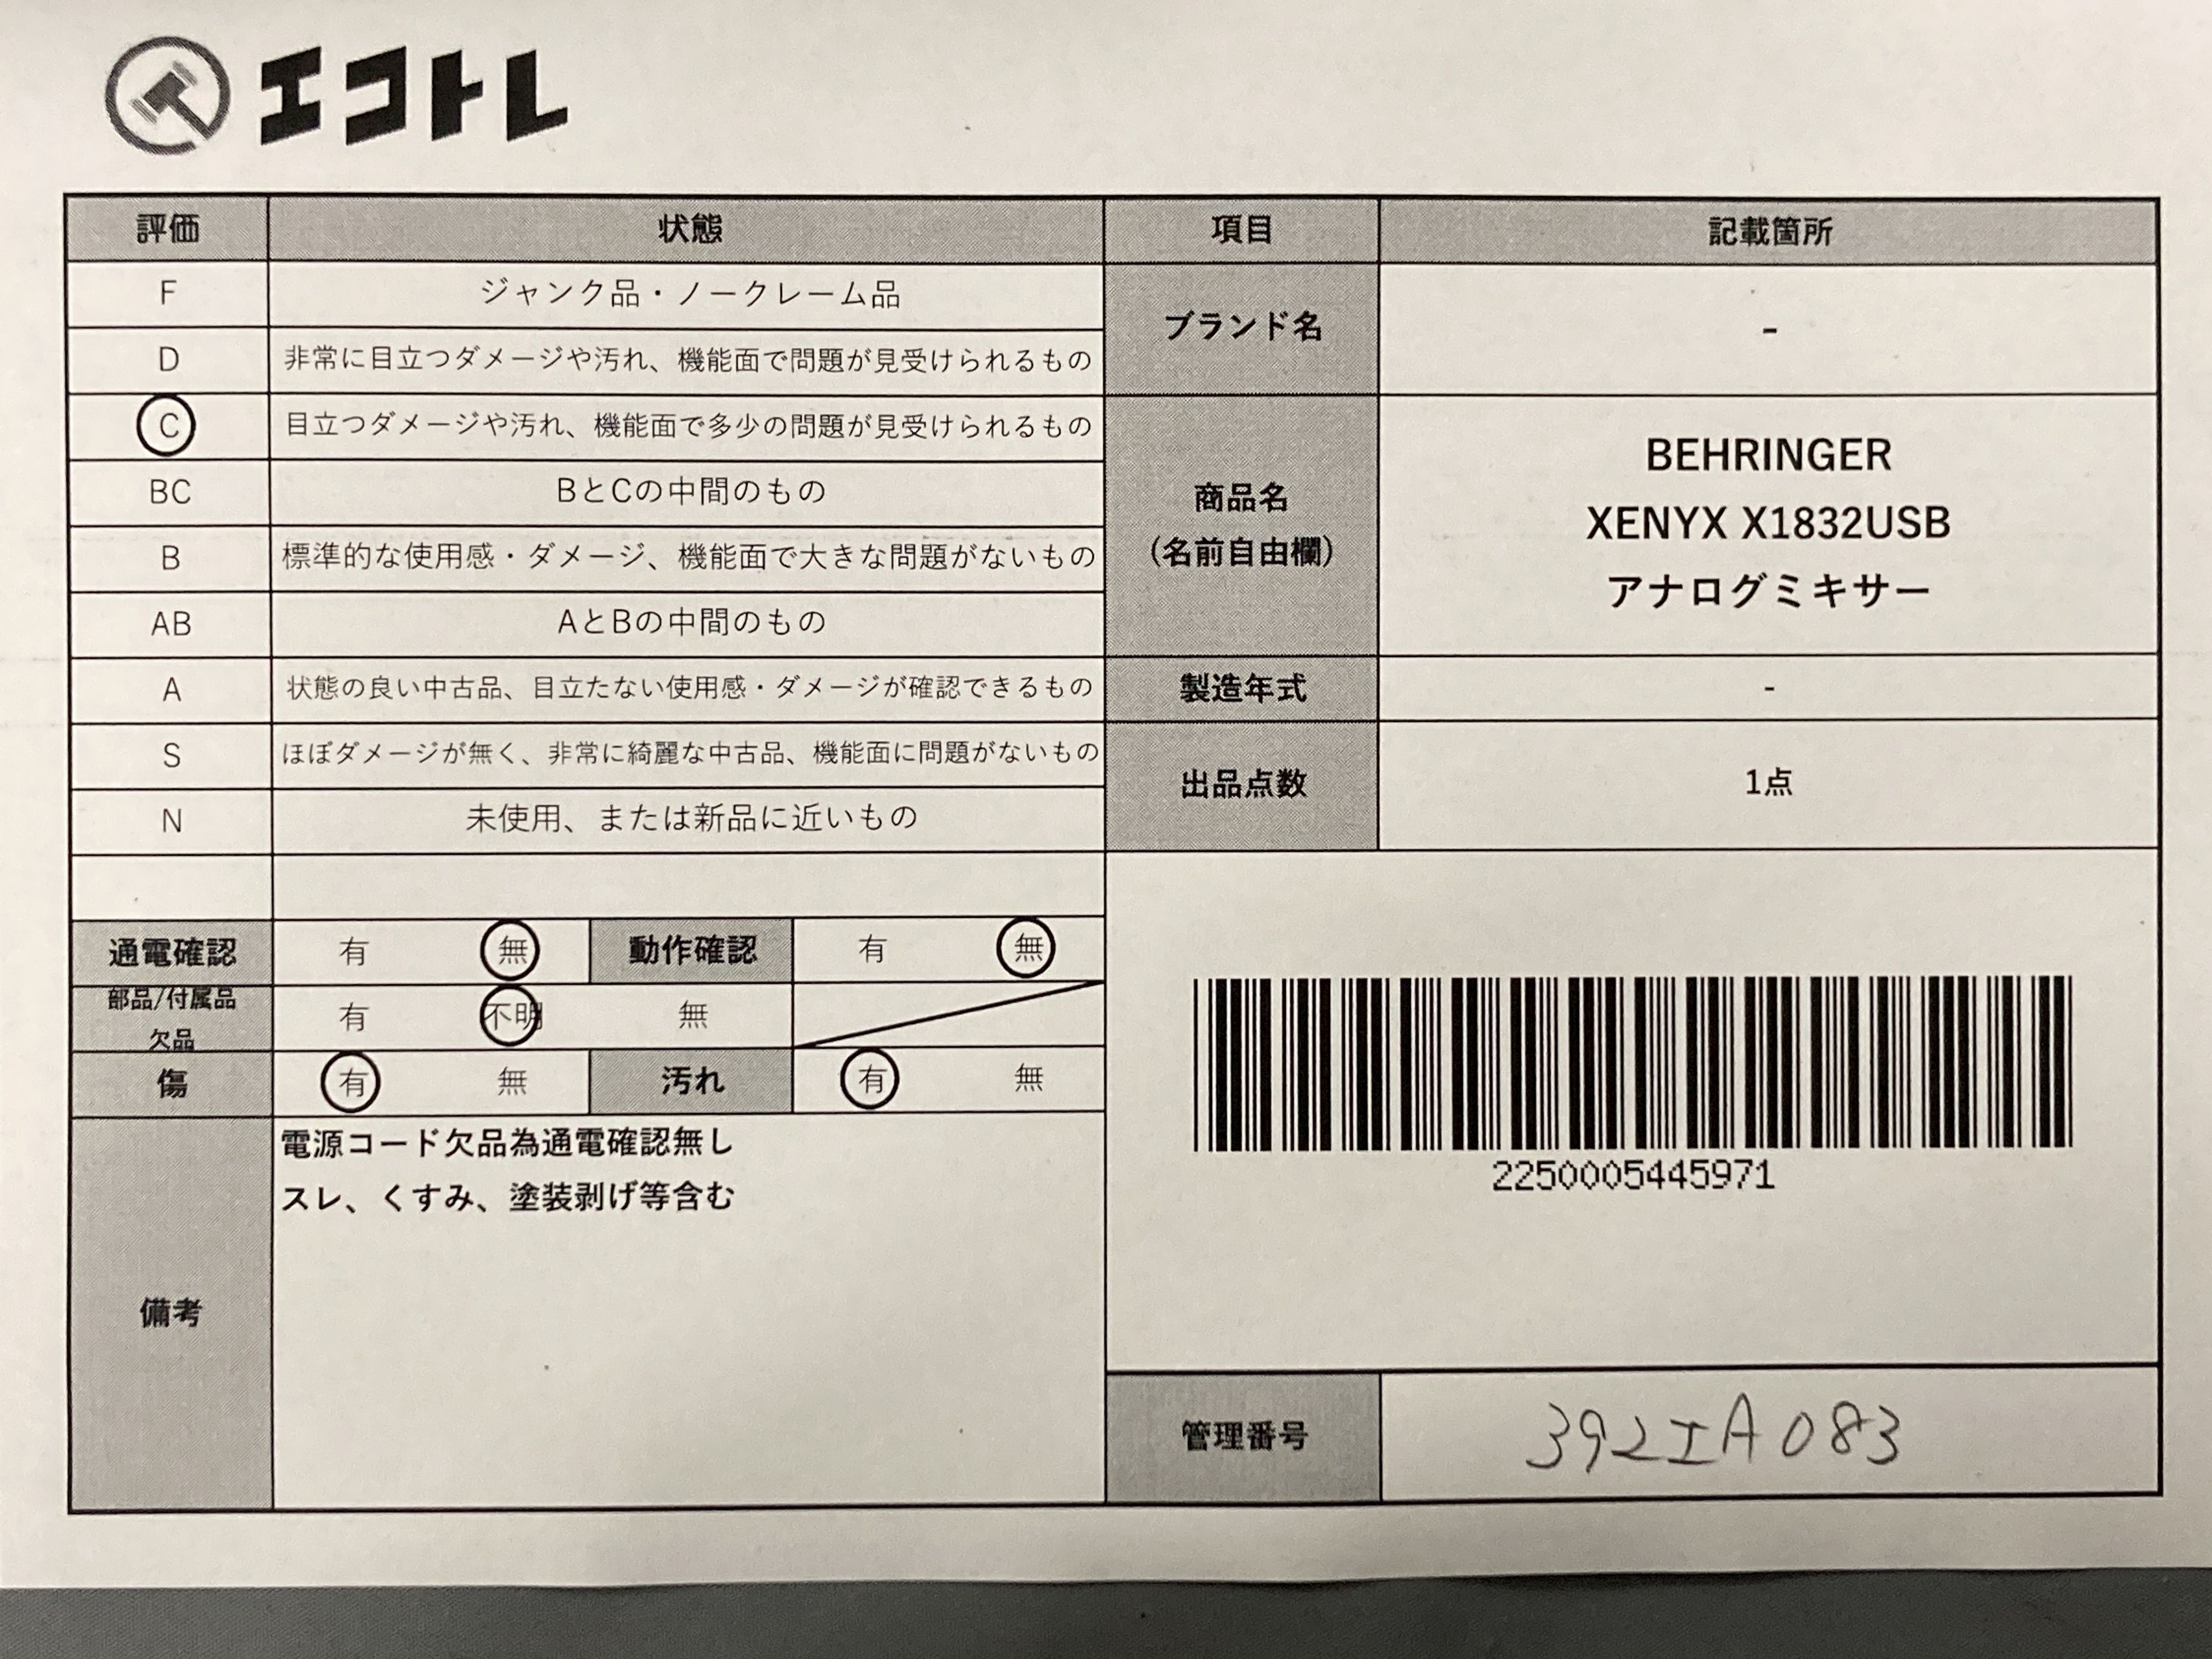 エコトレ
評価 状態 項目 記載箇所
F ジャンク品・ノークレーム品
D 非常に目立つダメージや汚れ、機能面で問題が見受けられるもの
C 目立つダメージや汚れ、機能面で多少の問題が見受けられるもの
BC BとCの中間のもの
B 標準的な使用感・ダメージ、機能面で大きな問題がないもの
AB AとBの中間のもの
A 状態の良い中古品、目立たない使用感・ダメージが確認できるもの
S ほぼダメージが無く、非常に綺麗な中古品、機能面に問題がないもの
N 未使用、または新品に近いもの
ブランド名 -
商品名
(名前自由欄)
BEHRINGER
XENYX X1832USB
アナログミキサー
製造年式 -
出品点数 1点
通電確認 有 無 動作確認 有 無
部品/付属品
欠品
有 不明 無
傷 有 無 汚れ 有 無
備考
電源コード欠品為通電確認無し
スレ、くすみ、塗装剥げ等含む
2250005445971
管理番号 392IA083